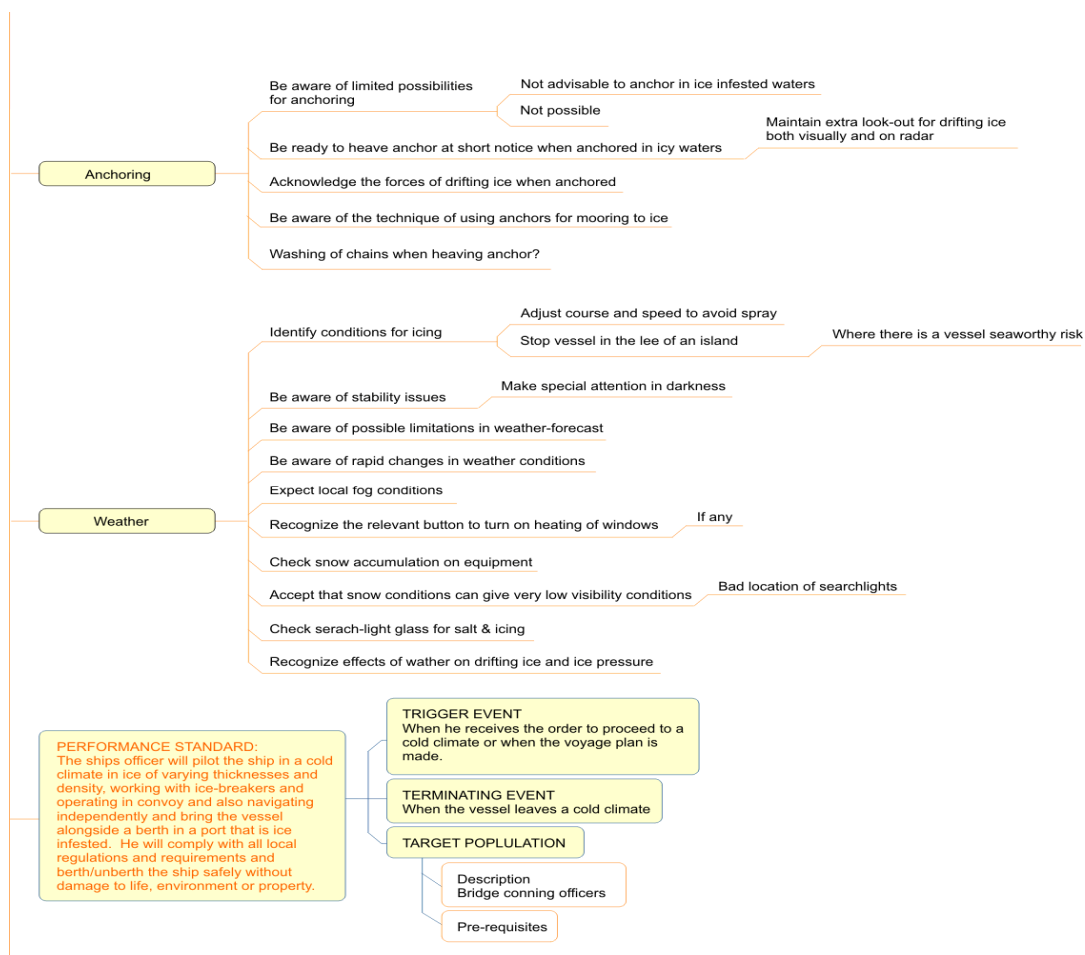 Be aware of limited possibilities
for anchoring
Not advisable to anchor in ice infested waters
Not possible
Be ready to heave anchor at short notice when anchored in icy waters
Maintain extra look-out for drifting ice
both visually and on radar
Anchoring
Acknowledge the forces of drifting ice when anchored
Be aware of the technique of using anchors for mooring to ice
Washing of chains when heaving anchor?
Identify conditions for icing
Adjust course and speed to avoid spray
Stop vessel in the lee of an island
Where there is a vessel seaworthy risk
Be aware of stability issues
Make special attention in darkness
Be aware of possible limitations in weather-forecast
Be aware of rapid changes in weather conditions
Expect local fog conditions
Weather
Recognize the relevant button to turn on heating of windows
If any
Check snow accumulation on equipment
Accept that snow conditions can give very low visibility conditions
Bad location of searchlights
Check serach-light glass for salt & icing
Recognize effects of wather on drifting ice and ice pressure
PERFORMANCE STANDARD:
The ships officer will pilot the ship in a cold
climate in ice of varying thicknesses and
density, working with ice-breakers and
operating in convoy and also navigating
independently and bring the vessel
alongside a berth in a port that is ice
infested.  He will comply with all local
regulations and requirements and
berth/unberth the ship safely without
damage to life, environment or property.
TRIGGER EVENT
When he receives the order to proceed to a
cold climate or when the voyage plan is
made.
TERMINATING EVENT
When the vessel leaves a cold climate
TARGET POPLULATION
Description
Bridge conning officers
Pre-requisites